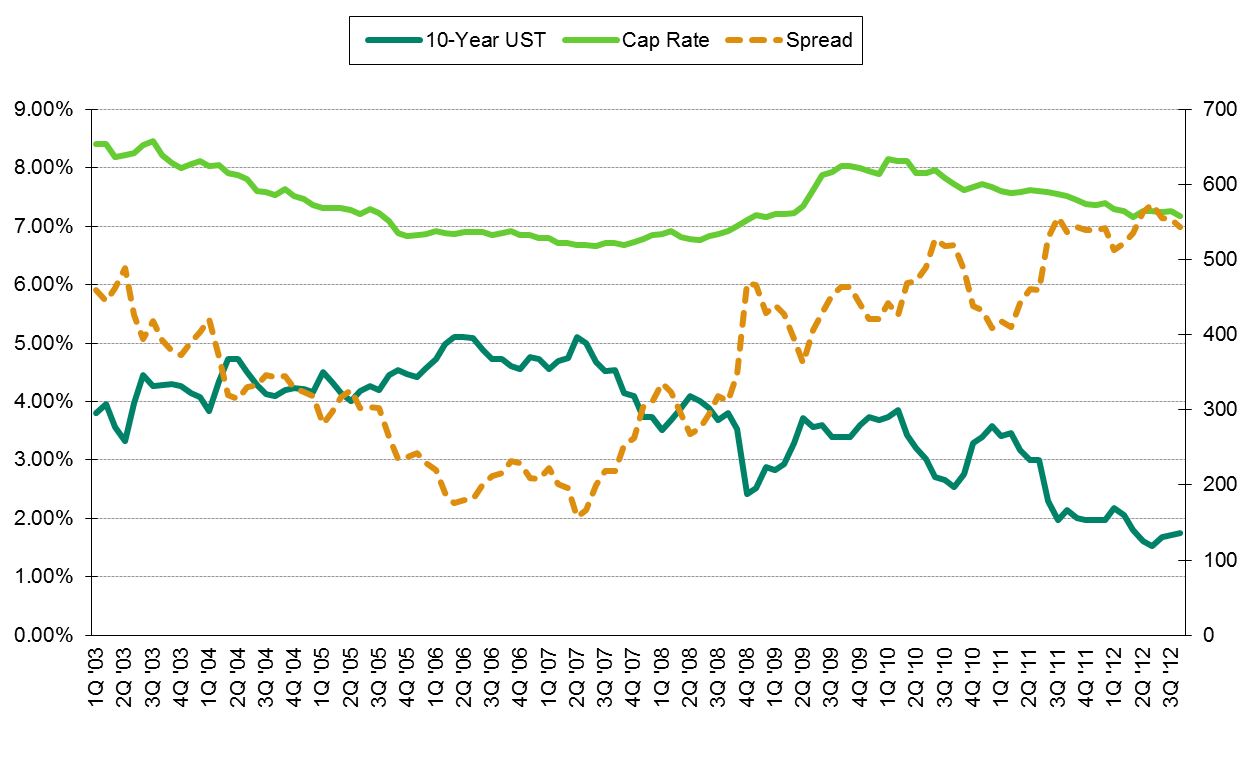 10-Year UST Cap Rate Spread
9.00%
8.00%
7.00%
6.00%
5.00%
4.00%
3.00%
2.00%
1.00%
0.00%
700
600
500
400
300
200
100
0
1Q '03
2Q '03
3Q '03
4Q '03
1Q '04
2Q '04
3Q '04
4Q '04
1Q '05
2Q '05
3Q '05
4Q '05
1Q '06
2Q '06
3Q '06
4Q '06
1Q '07
2Q '07
3Q '07
4Q '07
1Q '08
2Q '08
3Q '08
4Q '08
1Q '09
2Q '09
3Q '09
4Q '09
1Q '10
2Q '10
3Q '10
4Q '10
1Q '11
2Q '11
3Q '11
4Q '11
1Q '12
2Q '12
3Q '12